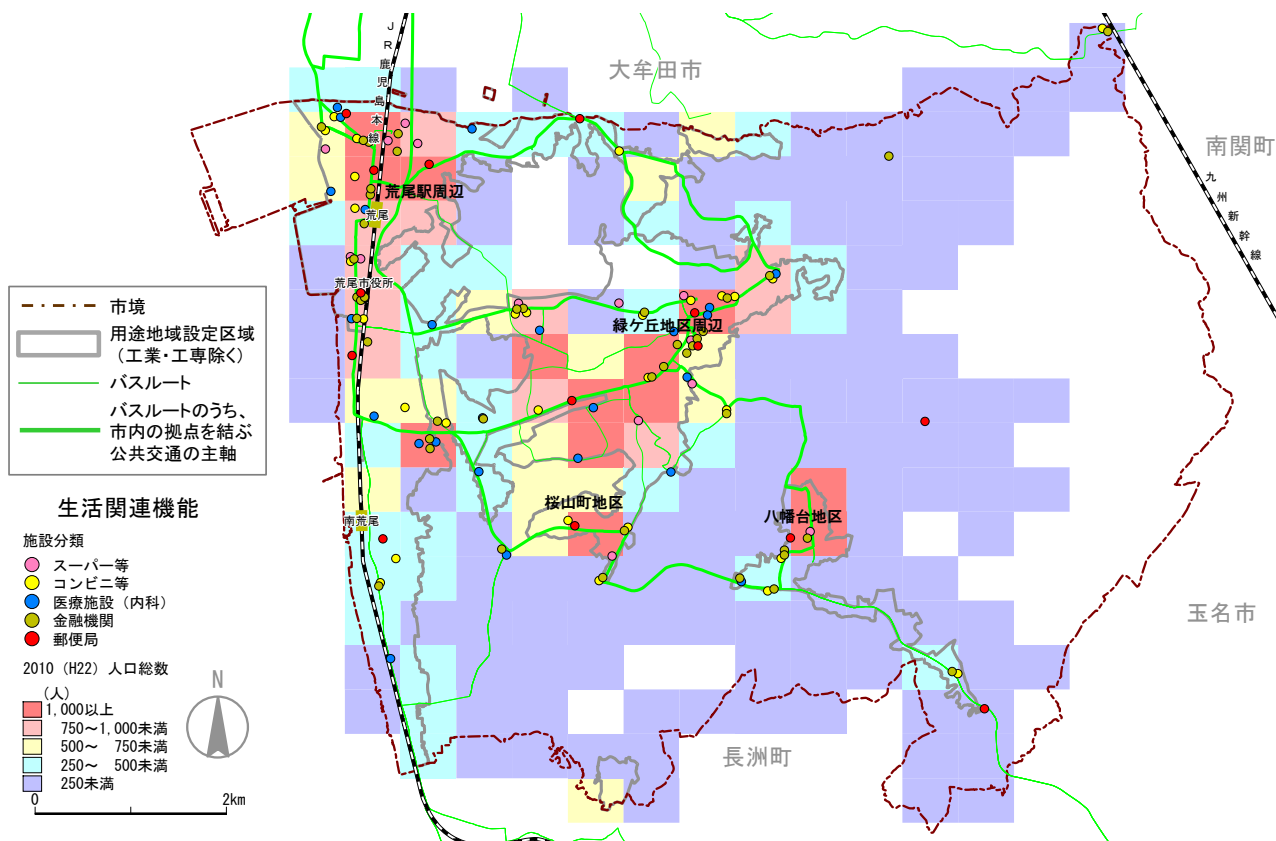 JR鹿児島本線
大牟田市
南関町
九州新幹線
荒尾駅周辺
荒尾
荒尾市役所
緑ケ丘地区周辺
市境
用途地域設定区域
（工業・工専除く）
バスルート
バスルートのうち、
市内の拠点を結ぶ
公共交通の主軸
生活関連機能
桜山町地区
八幡台地区
南荒尾
施設分類
スーパー等
コンビニ等
医療施設（内科）
金融機関
郵便局
玉名市
2010（H22）人口総数
（人）
N
1,000以上
750～1,000未満
500～ 750未満
250～ 500未満
250未満
長洲町
0 2km